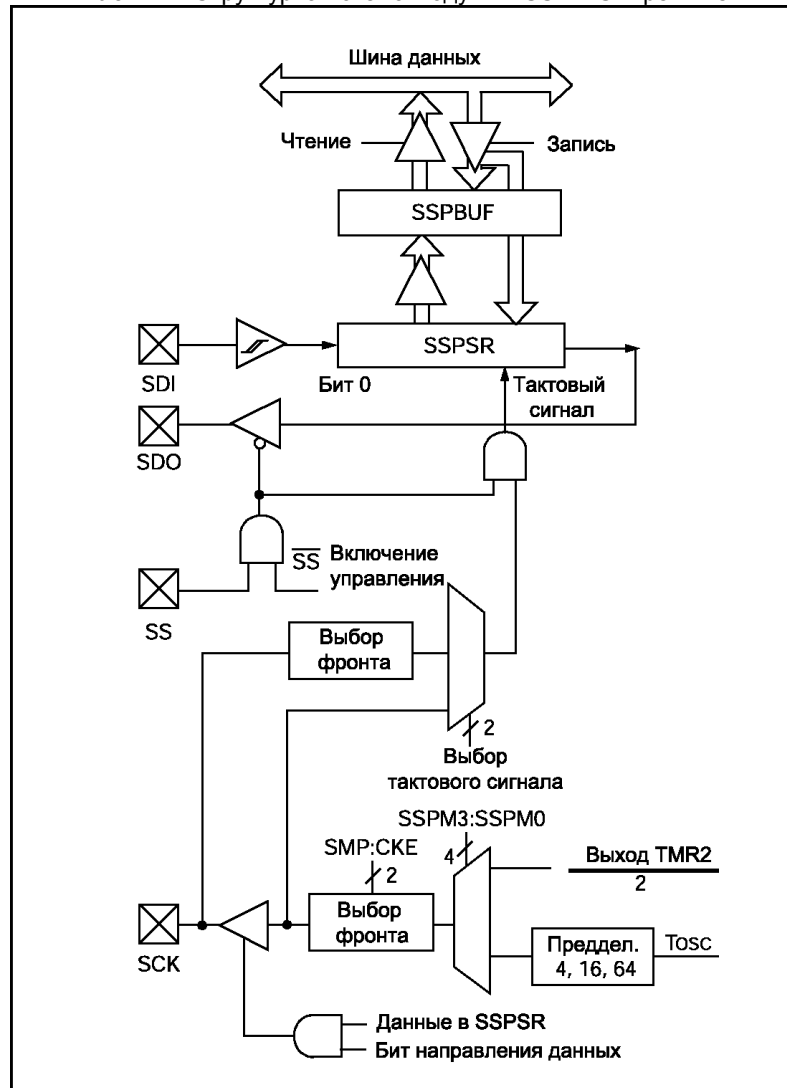 Шина данных
Чтение
Запись
SSPBUF
SSPSR
SDI
Бит 0
Тактовый
сигнал
SDO
SS
Включение
управления
SS
Выбор
фронта
2
Выбор
тактового сигнала
SSPM3:SSPM0
SMP:CKE
4
Выход TMR2
2
2
Выбор
фронта
SCK
Преддел.
4, 16, 64
Tosc
Данные в SSPSR
Бит направления данных